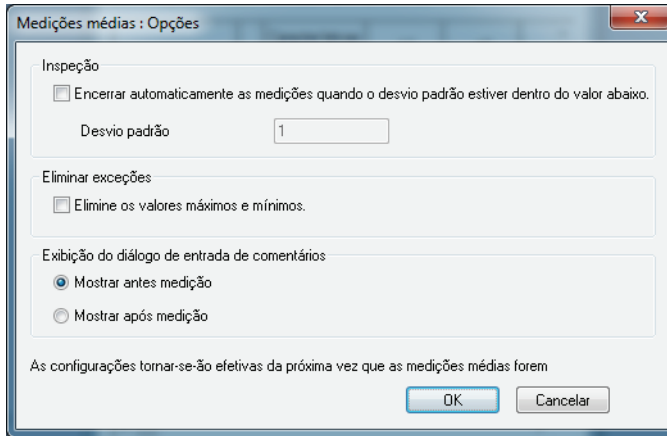 Medições médias : Opções
Inspeção
Encerrar automaticamente as medições quando o desvio padrão estiver dentro do valor abaixo.
Desvio padrão
1
Eliminar exceções
Elimine os valores máximos e mínimos.
Exibição do diálogo de entrada de comentários
Mostrar antes medição
Mostrar após medição
As configurações tornar-se-ão efetivas da próxima vez que as medições médias forem
OK
Cancelar